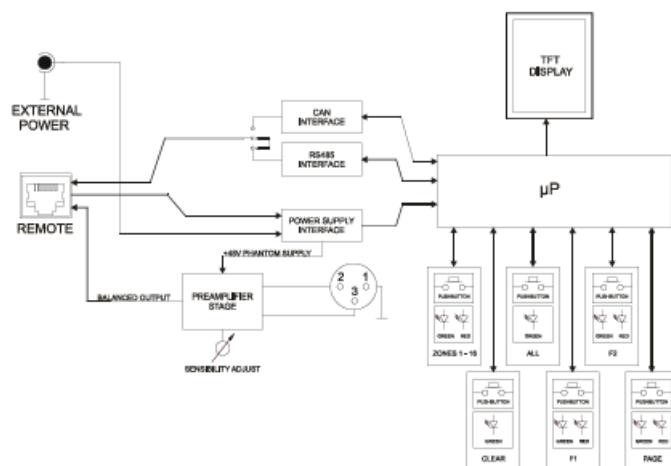 TFT
DISPLAY
EXTERNAL
POWER
CAN
INTERFACE
RS485
INTERFACE
µP
REMOTE
POWER SUPPLY
INTERFACE
+48V PHANTOM SUPPLY
BALANCED OUTPUT
PREAMPLIFIER
STAGE
2 1
3
SENSIBILITY ADJUST
PUSHBUTTON
GREEN RED
ZONES 1 – 16
PUSHBUTTON
GREEN
ALL
PUSHBUTTON
GREEN RED
F2
PUSHBUTTON
GREEN
CLEAR
PUSHBUTTON
GREEN RED
F1
PUSHBUTTON
GREEN RED
PAGE